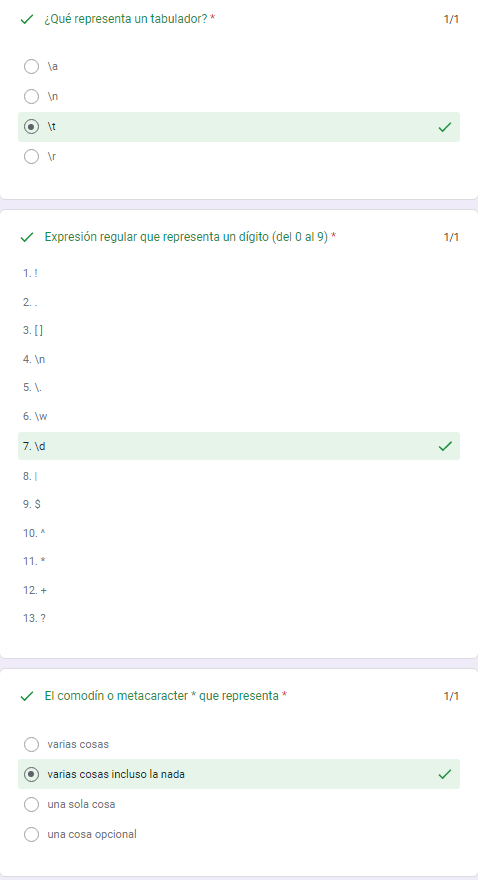 ¿Qué representa un tabulador? * 1/1
\a
\n
\t
\r
Expresión regular que representa un dígito (del 0 al 9) * 1/1
1. !
2. .
3. [ ]
4. \n
5. \.
6. \w
7. \d
8. |
9. $
10. ^
11. *
12. +
13. ?
El comodín o metacaracter * que representa * 1/1
varias cosas
varias cosas incluso la nada
una sola cosa
una cosa opcional